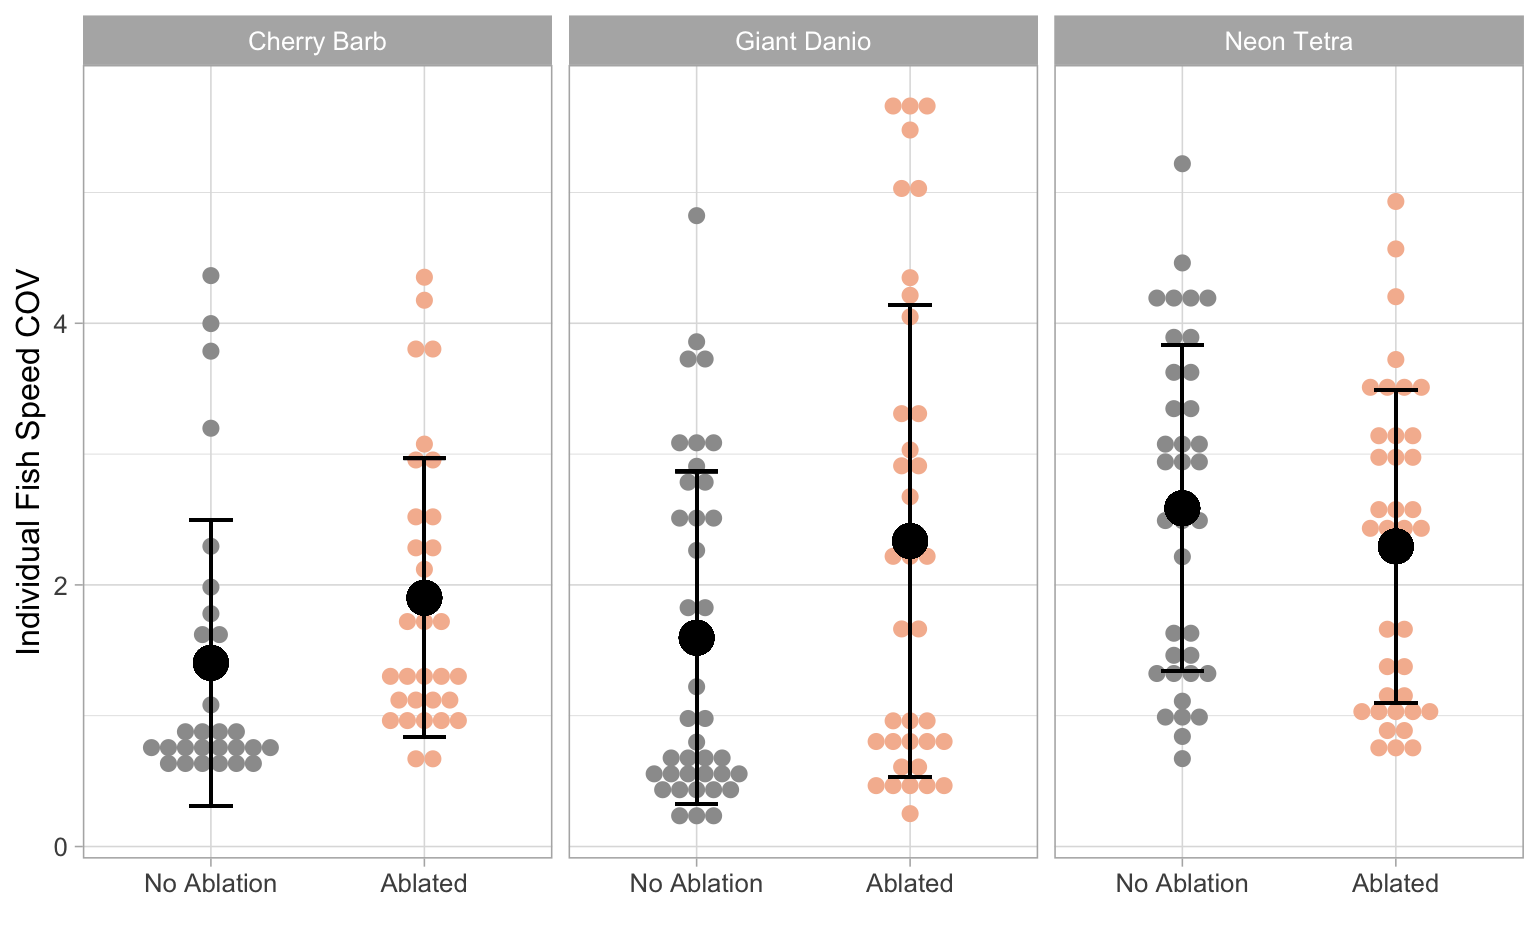 Cherry Barb
Giant Danio
Neon Tetra
Individual Fish Speed COV
4
2
0
No Ablation
Ablated
No Ablation
Ablated
No Ablation
Ablated